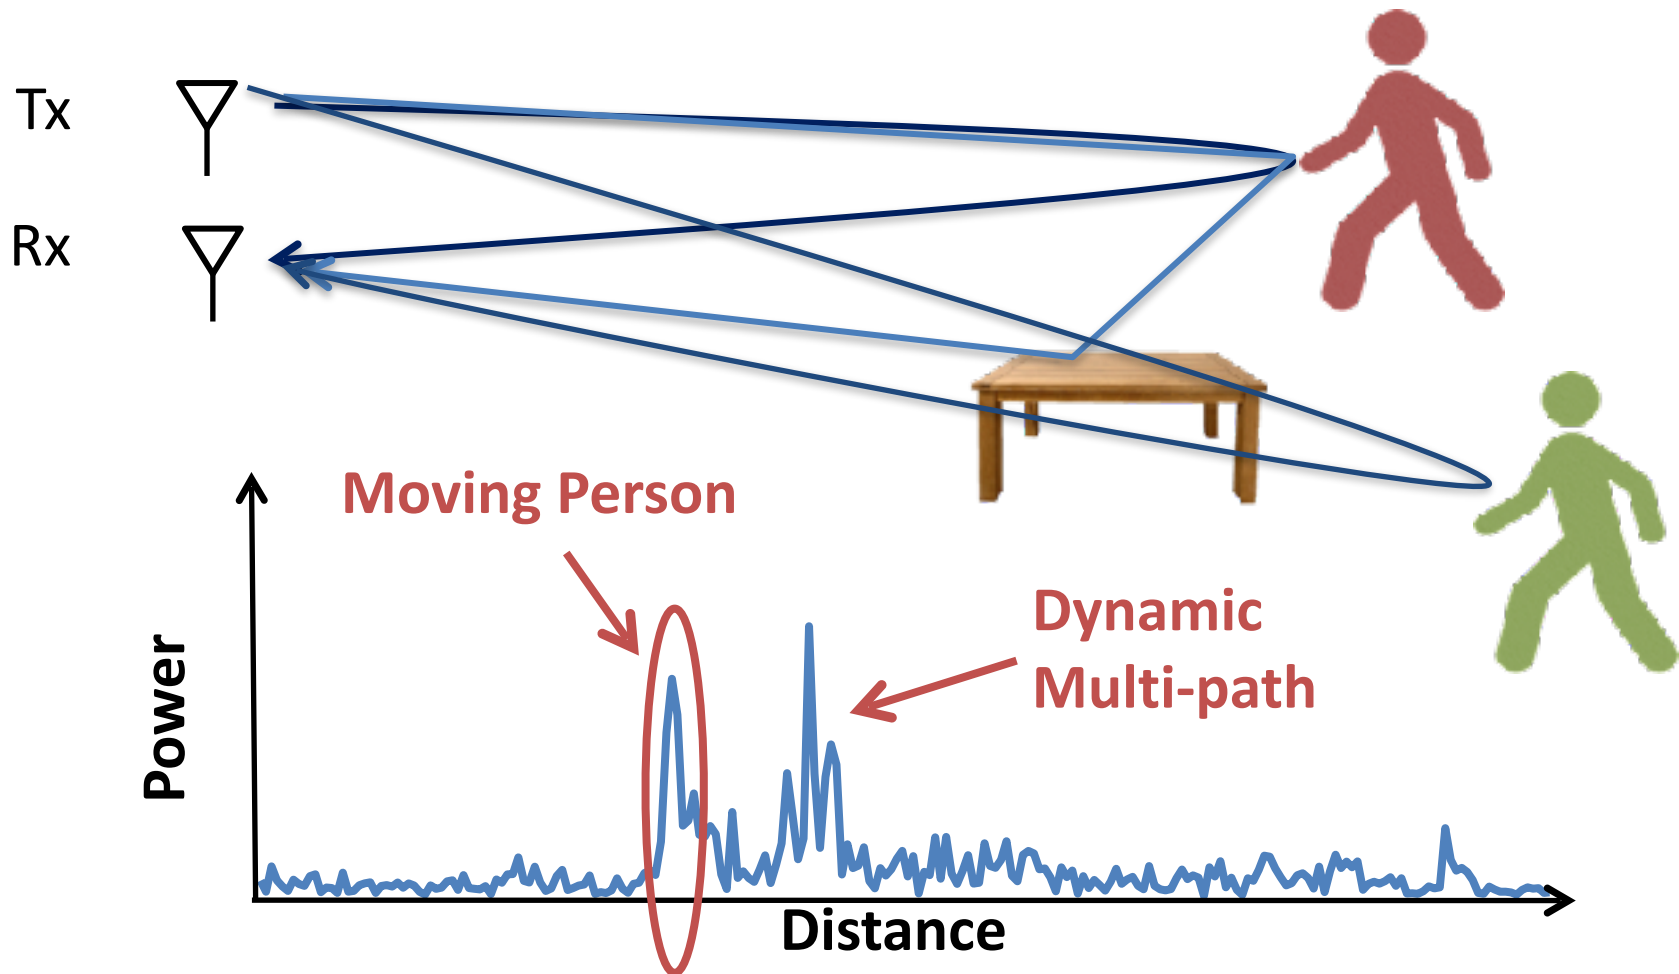 Tx
Rx
Moving Person
Dynamic
Multi-path
Power
Distance